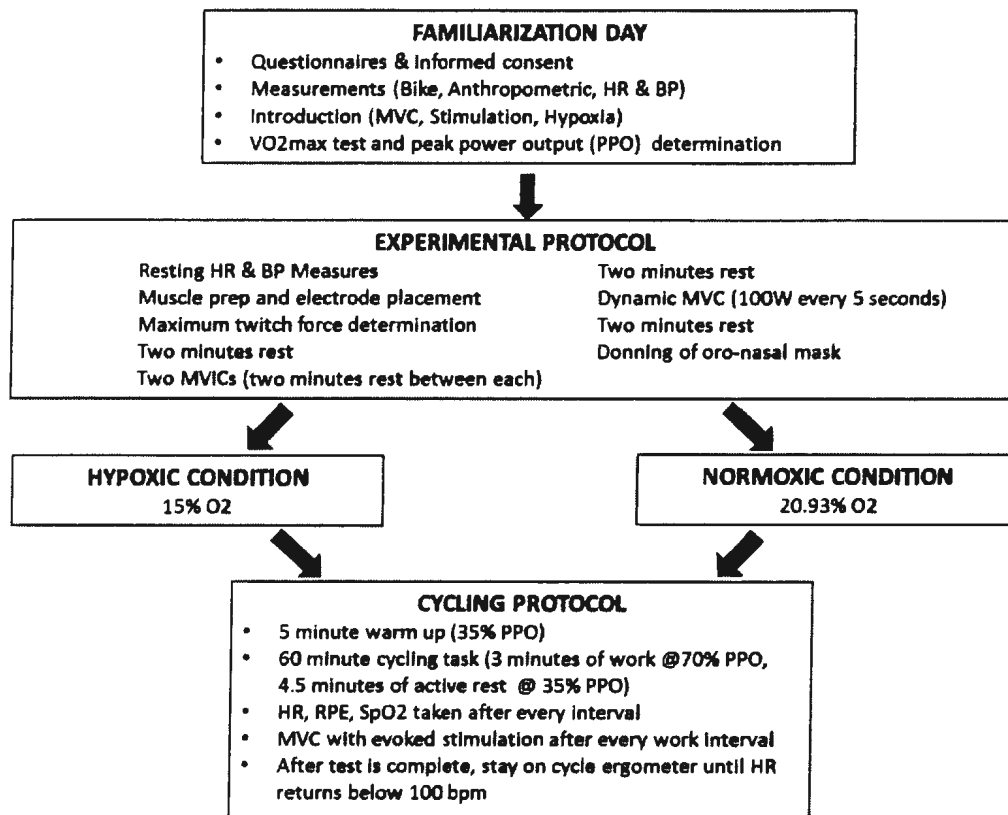 FAMILIARIZATION DAY
• Questionnaires & Informed consent
• Measurements (Bike, Anthropometric, HR & BP)
• Introduction (MVC, Stimulation, Hypoxia)
• VO2max test and peak power output (PPO) determination
EXPERIMENTAL PROTOCOL
Resting HR & BP Measures
Muscle prep and electrode placement
Maximum twitch force determination
Two minutes rest
Two MVICs (two minutes rest between each)
Two minutes rest
Dynamic MVC (100W every 5 seconds)
Two minutes rest
Donning of oro-nasal mask
HYPOXIC CONDITION
15% O2
NORMOXIC CONDITION
20.93% O2
CYCLING PROTOCOL
• 5 minute warm up (35% PPO)
• 60 minute cycling task (3 minutes of work @70% PPO,
4.5 minutes of active rest @ 35% PPO)
• HR, RPE, SpO2 taken after every interval
• MVC with evoked stimulation after every work interval
• After test is complete, stay on cycle ergometer until HR
returns below 100 bpm